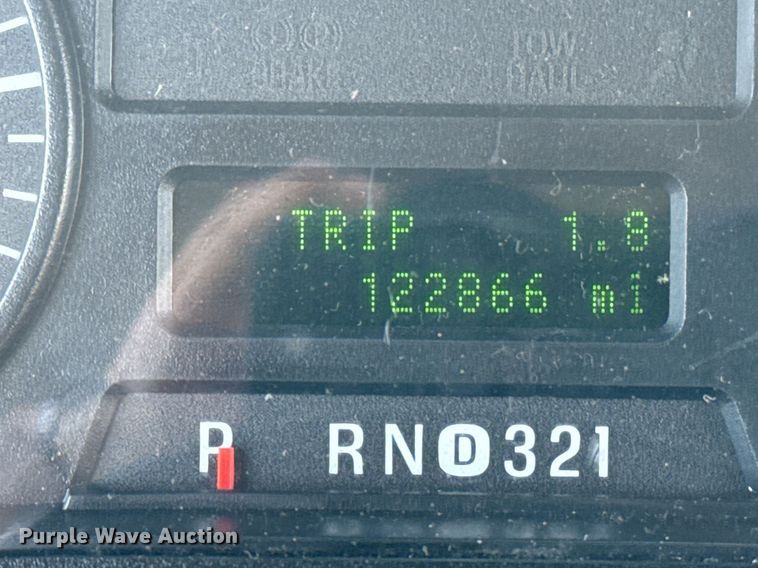 BRAKE
TOW
HAUL
TRIP 1.8
122866 mi
P RND321
Purple Wave Auction